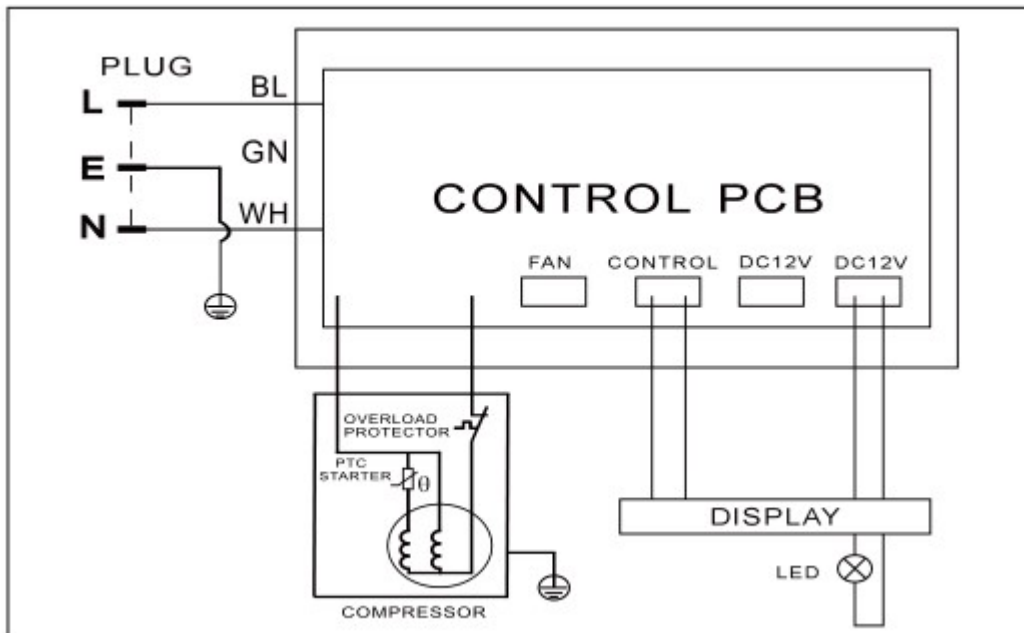 PLUG
L
BL
E
GN
N
WH
CONTROL PCB
FAN
CONTROL
DC12V
DC12V
OVERLOAD
PROTECTOR
PTC
STARTER
θ
COMPRESSOR
DISPLAY
LED